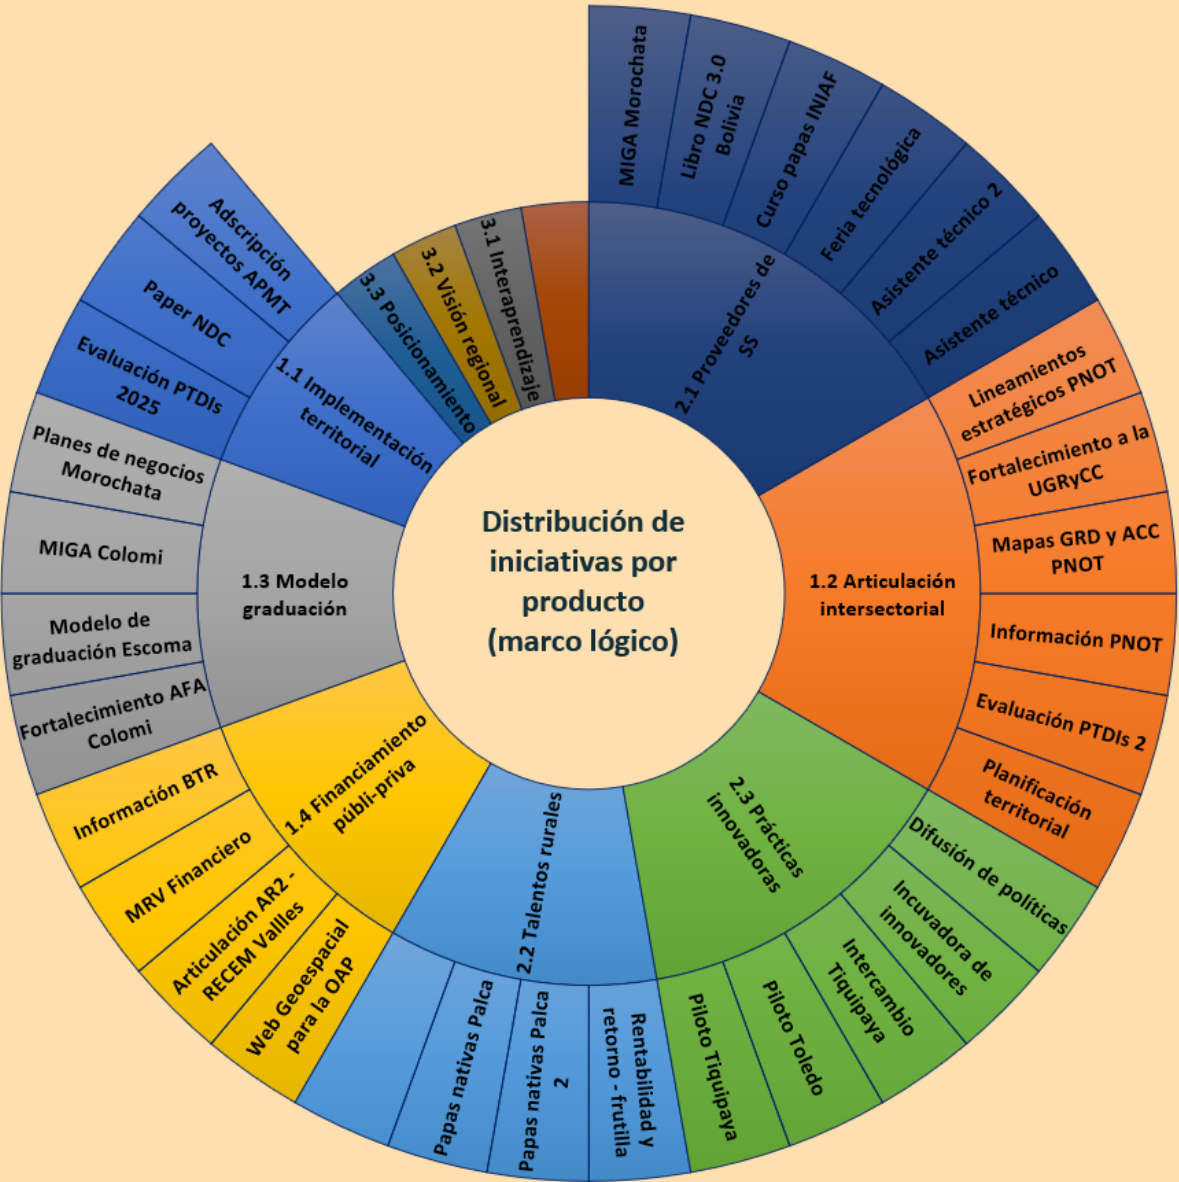 Distribución de
iniciativas por
producto
(marco lógico)
2.1 Proveedores de
SS
MIGA Morochata
Libro NDC 3.0
Bolivia
Curso papas INIAF
Feria tecnológica
Asistente técnico 2
Asistente técnico
1.2 Articulación
intersectorial
Lineamientos
estratégicos PNOT
Fortalecimiento a la
UGRyCC
Mapas GRD y ACC
PNOT
Información PNOT
Evaluación PTDIs 2
Planificación
territorial
2.3 Prácticas
innovadoras
Difusión de políticas
Incuvadora de
innovadores
Intercambio
Tiquipaya
Piloto Toledo
Piloto Tiquipaya
2.2 Talentos rurales
Rentabilidad y
retorno - frutilla
Papas nativas Palca
2
Papas nativas Palca
1.4 Financiamiento
públi-priva
Web Geoespacial
para la OAP
Articulación AR2 -
RECEM Vallles
MRV Financiero
Información BTR
1.3 Modelo
graduación
Fortalecimiento AFA
Colomi
Modelo de
graduación Escoma
MIGA Colomi
Planes de negocios
Morochata
1.1 Implementación
territorial
Evaluación PTDIs
2025
Paper NDC
Adscripción
proyectos APMT
3.3 Posicionamiento
3.2 Visión regional
3.1 Interaprendizaje